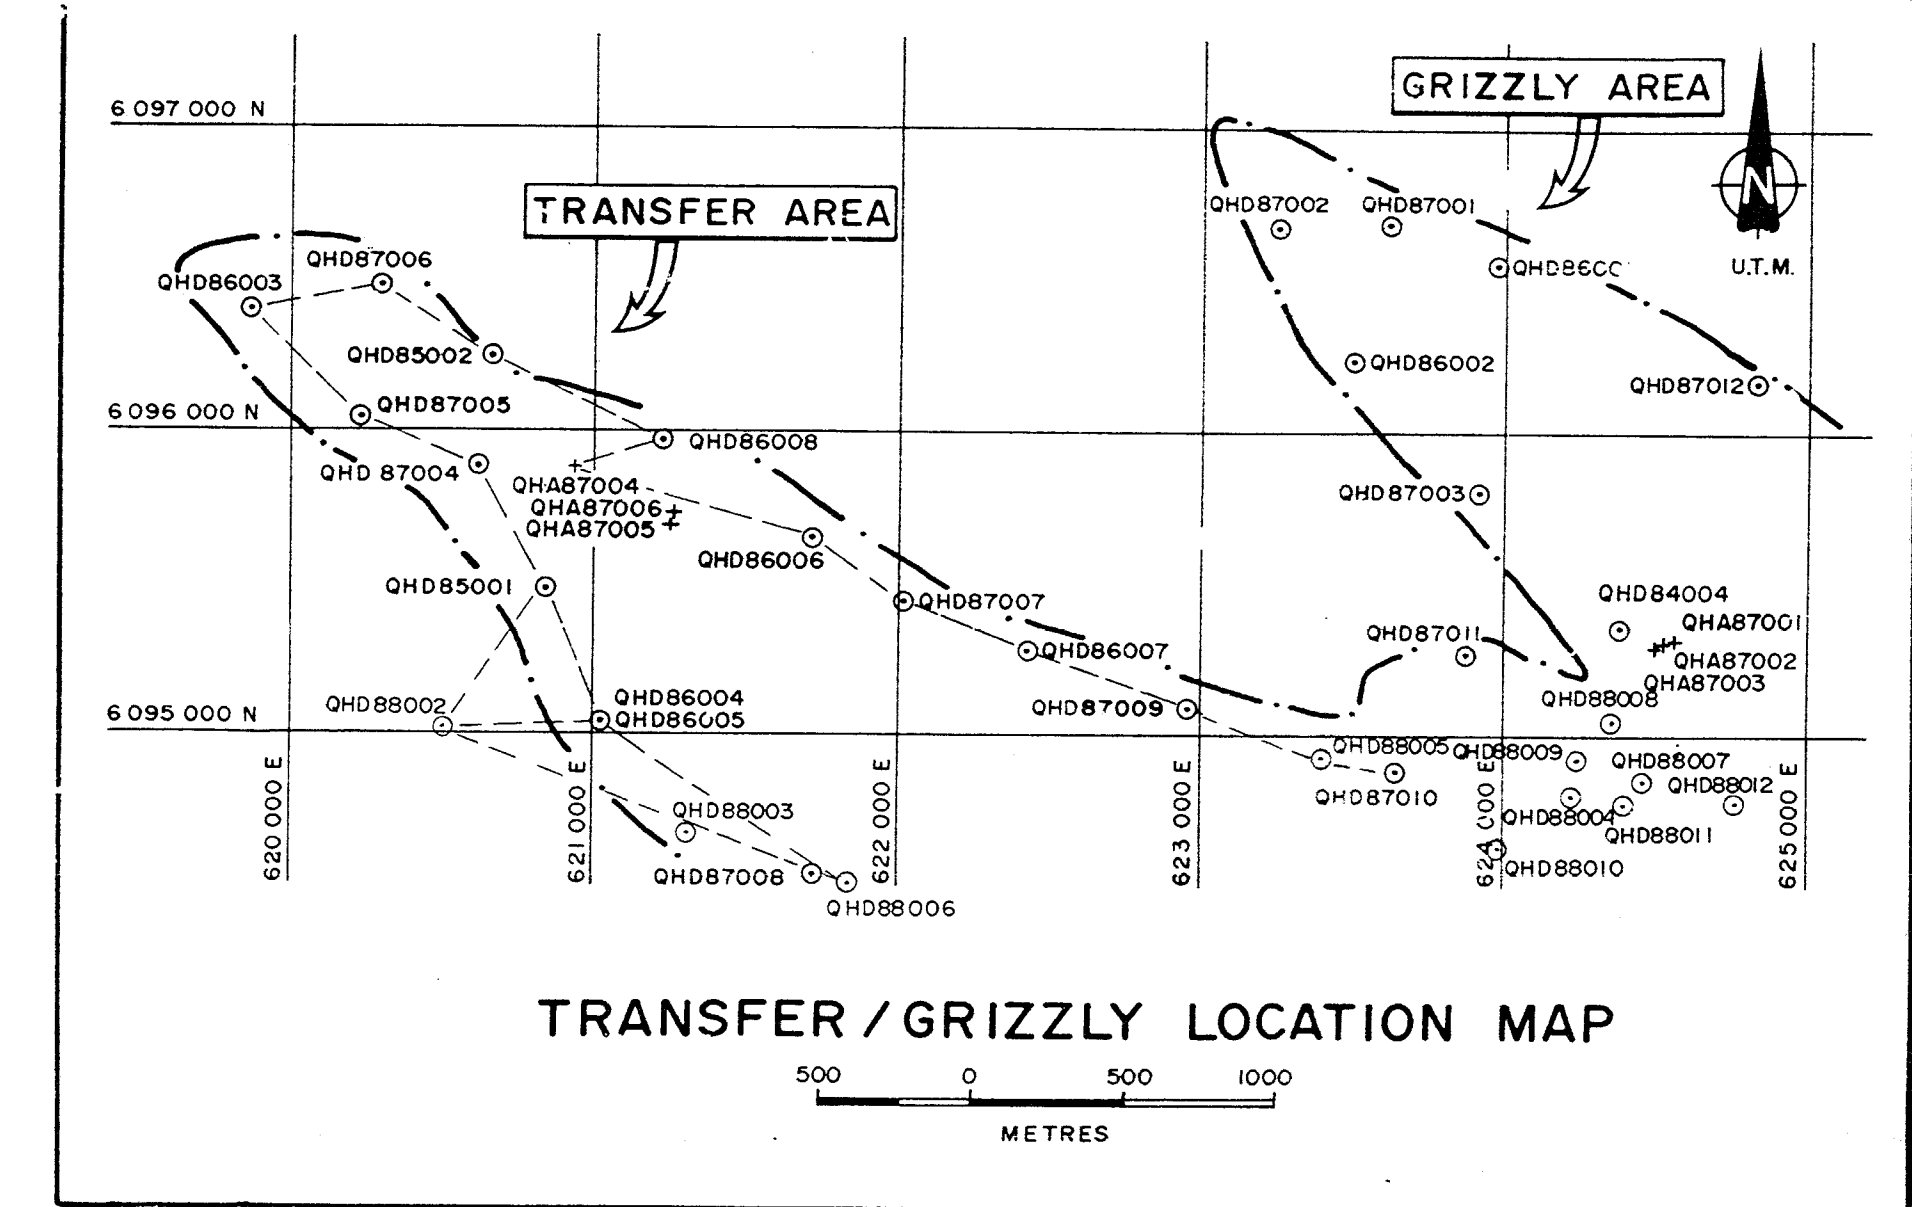 GRIZZLY AREA
6 097 000 N
TRANSFER AREA
N
QHD87002
QHD87001
U.T.M.
QHD87006
QHD86003
QHD85002
QHD86002
QHD87012
QHD87005
6 096 000 N
QHD86008
QHD 87004
QHA87004
QHD87003
QHA87006
QHA87005
QHD86006
QHD85001
QHD84004
QHD87007
QHA87001
QHD87011
QHD86007
QHA87002
QHA87003
QHD86004
QHD88008
QHD88002
QHD86005
QHD87009
6 095 000 N
QHD88005
QHD88009
QHD88007
QHD88012
QHD87010
QHD88003
QHD88004
QHD88011
QHD87008
QHD88010
QHD88006
620 000 E
621 000 E
622 000 E
623 000 E
624 000 E
625 000 E
TRANSFER / GRIZZLY LOCATION MAP
500 0 500 1000
METRES